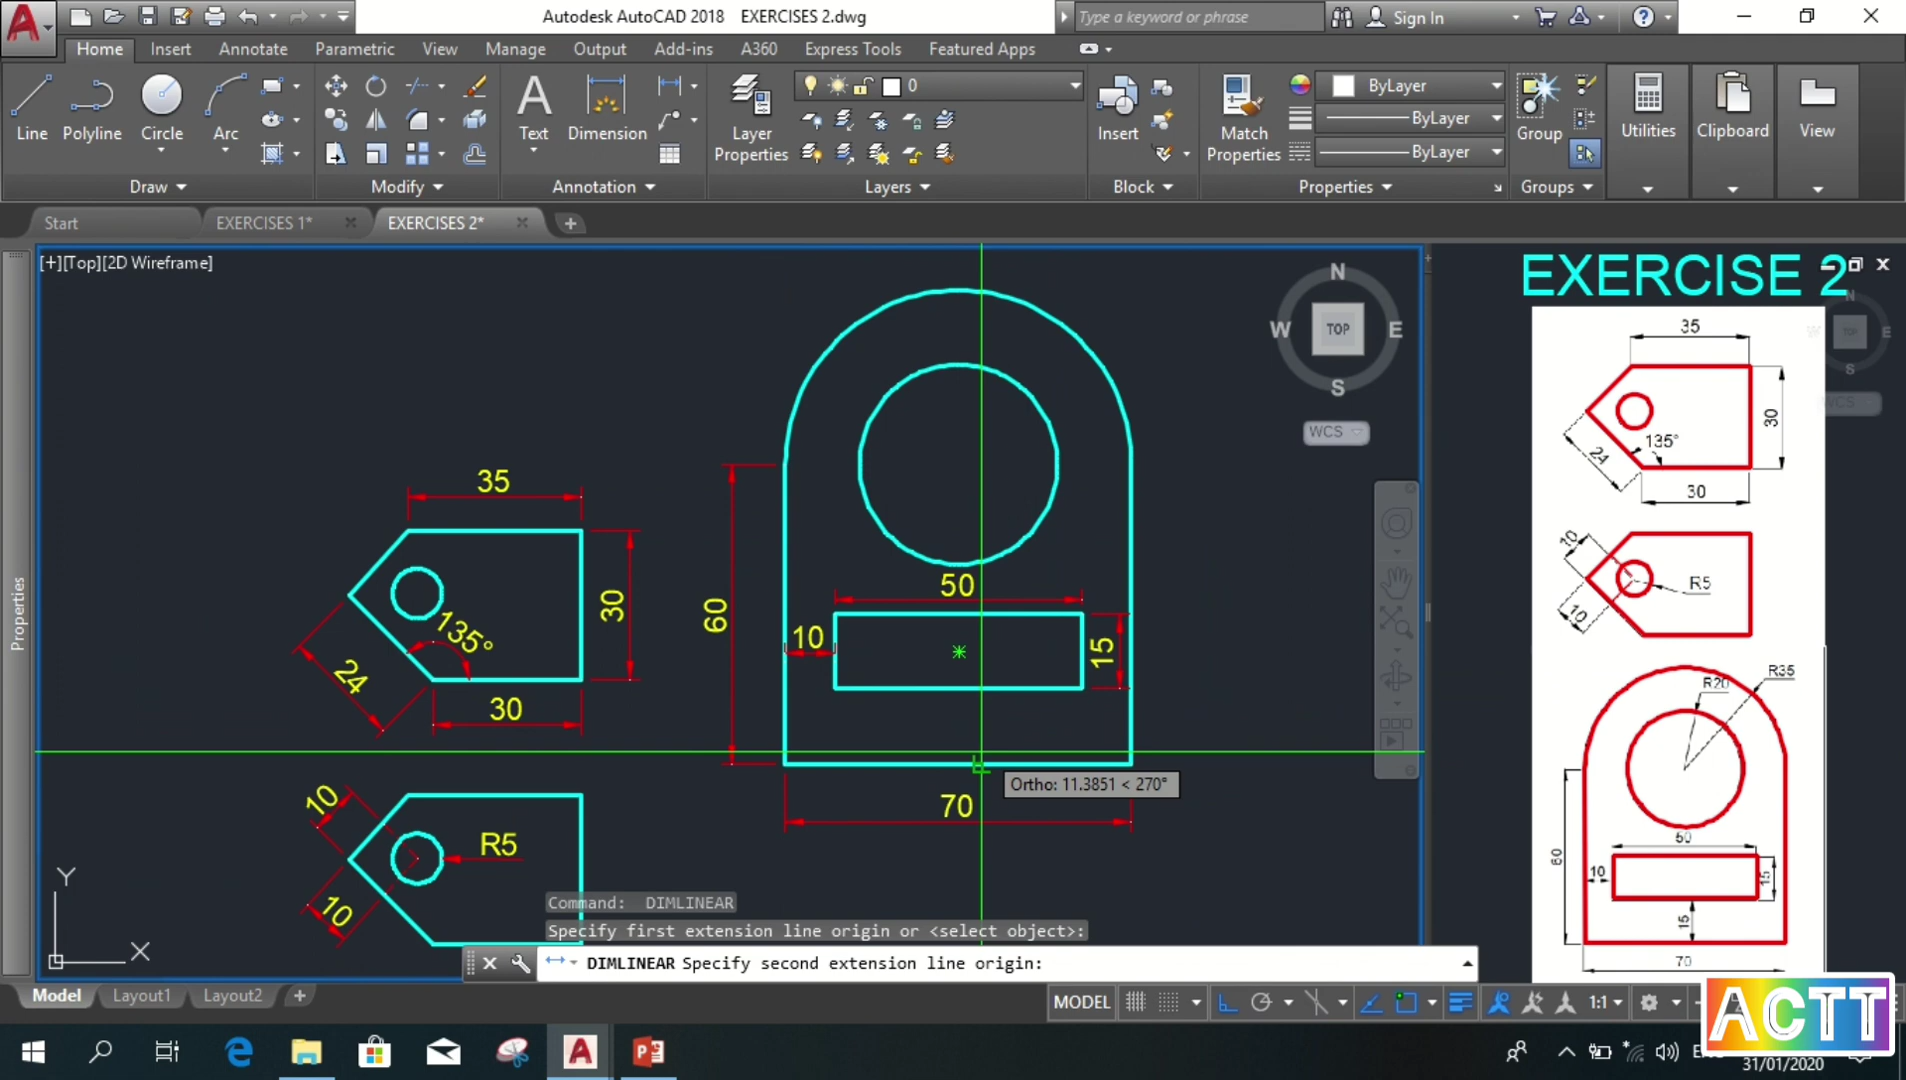 Autodesk AutoCAD 2018 EXERCISES 2.dwg
Type a keyword or phrase
Sign In
Home Insert Annotate Parametric View Manage Output Add-ins A360 Express Tools Featured Apps
Line Polyline Circle Arc
Text Dimension
Layer Properties
0
Insert
Match Properties
ByLayer
ByLayer
ByLayer
Group
Utilities Clipboard View
Draw Modify Annotation Layers Block Properties Groups
Start EXERCISES 1* EXERCISES 2*
[+][Top][2D Wireframe]
Properties
N
W TOP E
S
WCS
35
30
135°
24
30
10
R5
10
60
50
10
15
70
Ortho: 11.3851 < 270°
Y
X
EXERCISE 2
N
W TOP E
S
WCS
35
30
135°
24
30
10
R5
10
R35
R20
60
50
10
15
15
70
Command: DIMLINEAR
Specify first extension line origin or <select object>:
DIMLINEAR Specify second extension line origin:
Model Layout1 Layout2
MODEL
1:1
ACTT
31/01/2020